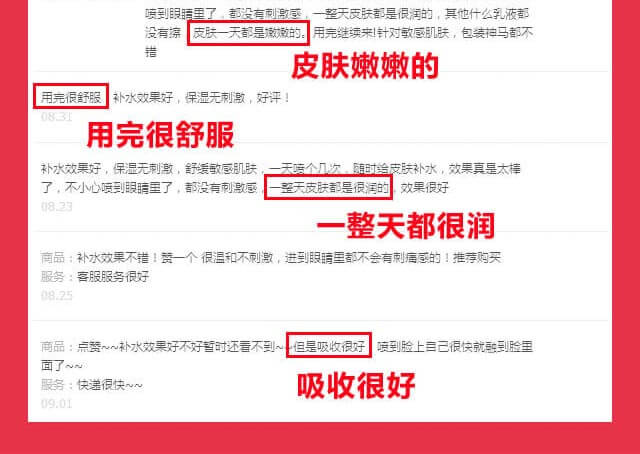 喷到眼睛里了，都没有刺激感，一整天皮肤都是很润的，其他什么乳液都
没有擦，皮肤一天都是嫩嫩的。用完继续来!针对敏感肌肤，包装神马都不
错
皮肤嫩嫩的
用完很舒服，补水效果好，保湿无刺激，好评！
08.31
用完很舒服
补水效果好，保湿无刺激，舒缓敏感肌肤，一天喷个几次，随时给皮肤补水，效果真是太棒
了，不小心喷到眼睛里了，都没有刺激感，一整天皮肤都是很润的，效果很好
08.23
一整天都很润
商品：补水效果不错！赞一个 很温和不刺激，进到眼睛里都不会有刺痛感的！推荐购买
服务：客服服务很好
08.25
商品：点赞~~补水效果好不好暂时还看不到~~但是吸收很好，喷到脸上自己很快就融到脸里
面了~~
吸收很好
服务：快递很快~~
09.01